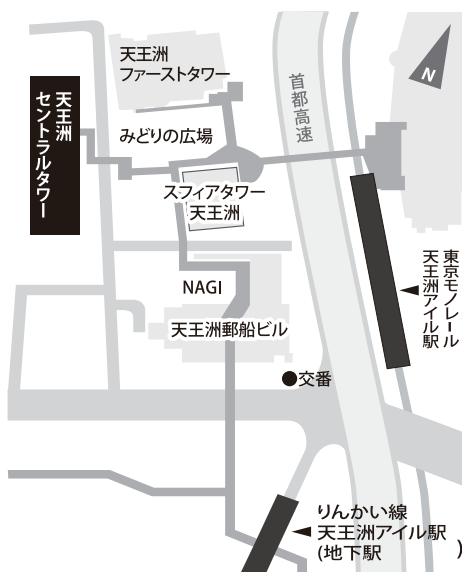 天王洲
ファーストタワー
首都高速
N
天王洲
セントラルタワー
みどりの広場
スフィアタワー
天王洲
東京モノレール
天王洲アイル駅
NAGI
天王洲郵船ビル
交番
りんかい線
天王洲アイル駅
(地下駅
)